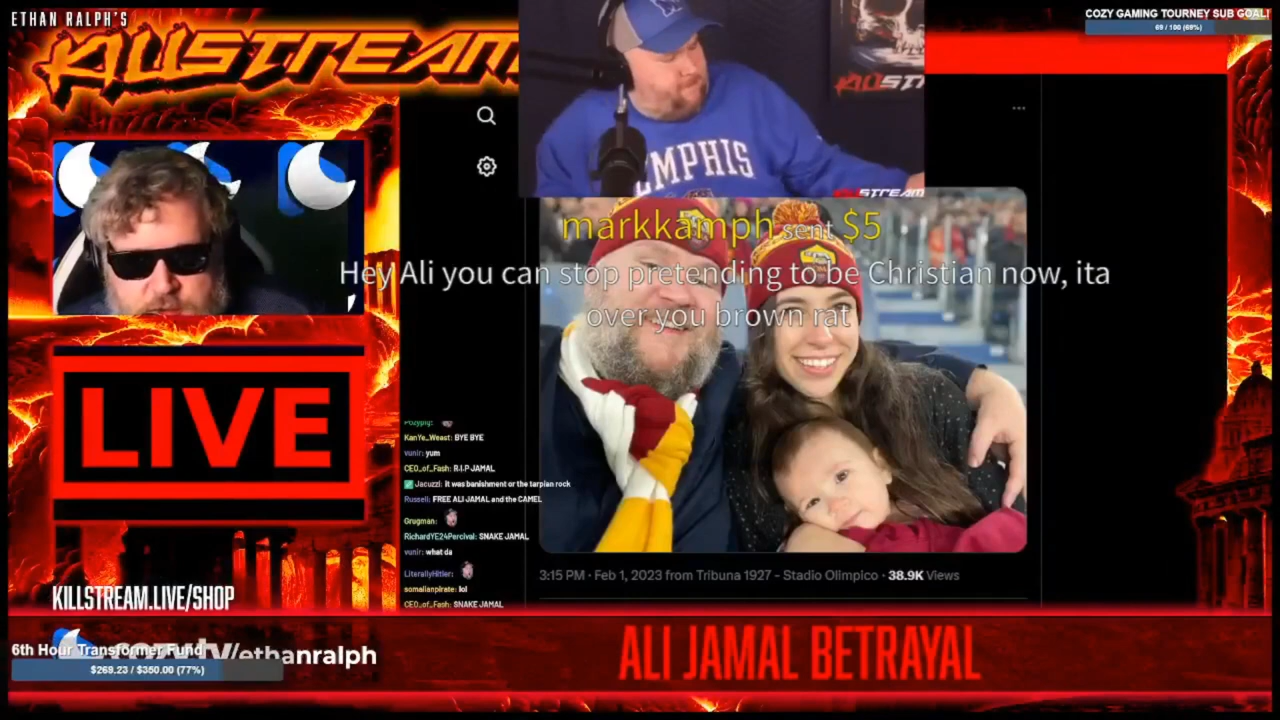 ETHAN RALPH'S
KILLSTREAM
COZY GAMING TOURNEY SUB GOAL!
69 / 100 (69%)
MEMPHIS
markkamph sent $5
Hey Ali you can stop pretending to be Christian now, ita
over you brown rat
LIVE
KanYe_Weast: BYE BYE
vunir: yum
CEO_of_Fash: R.I.P JAMAL
Jacuzzi: It was banishment or the tarpian rock
Russell: FREE ALI JAMAL and the CAMEL
Grugman:
RichardYE24Percival: SNAKE JAMAL
vunir: what da
LiterallyHitler:
somalianpirate: lol
CEO_of_Fash: SNAKE JAMAL
3:15 PM · Feb 1, 2023 from Tribuna 1927 - Stadio Olimpico · 38.9K Views
KILLSTREAM.LIVE/SHOP
6th Hour Transformer Fund
$269.23 / $350.00 (77%)
/ethanralph
ALI JAMAL BETRAYAL